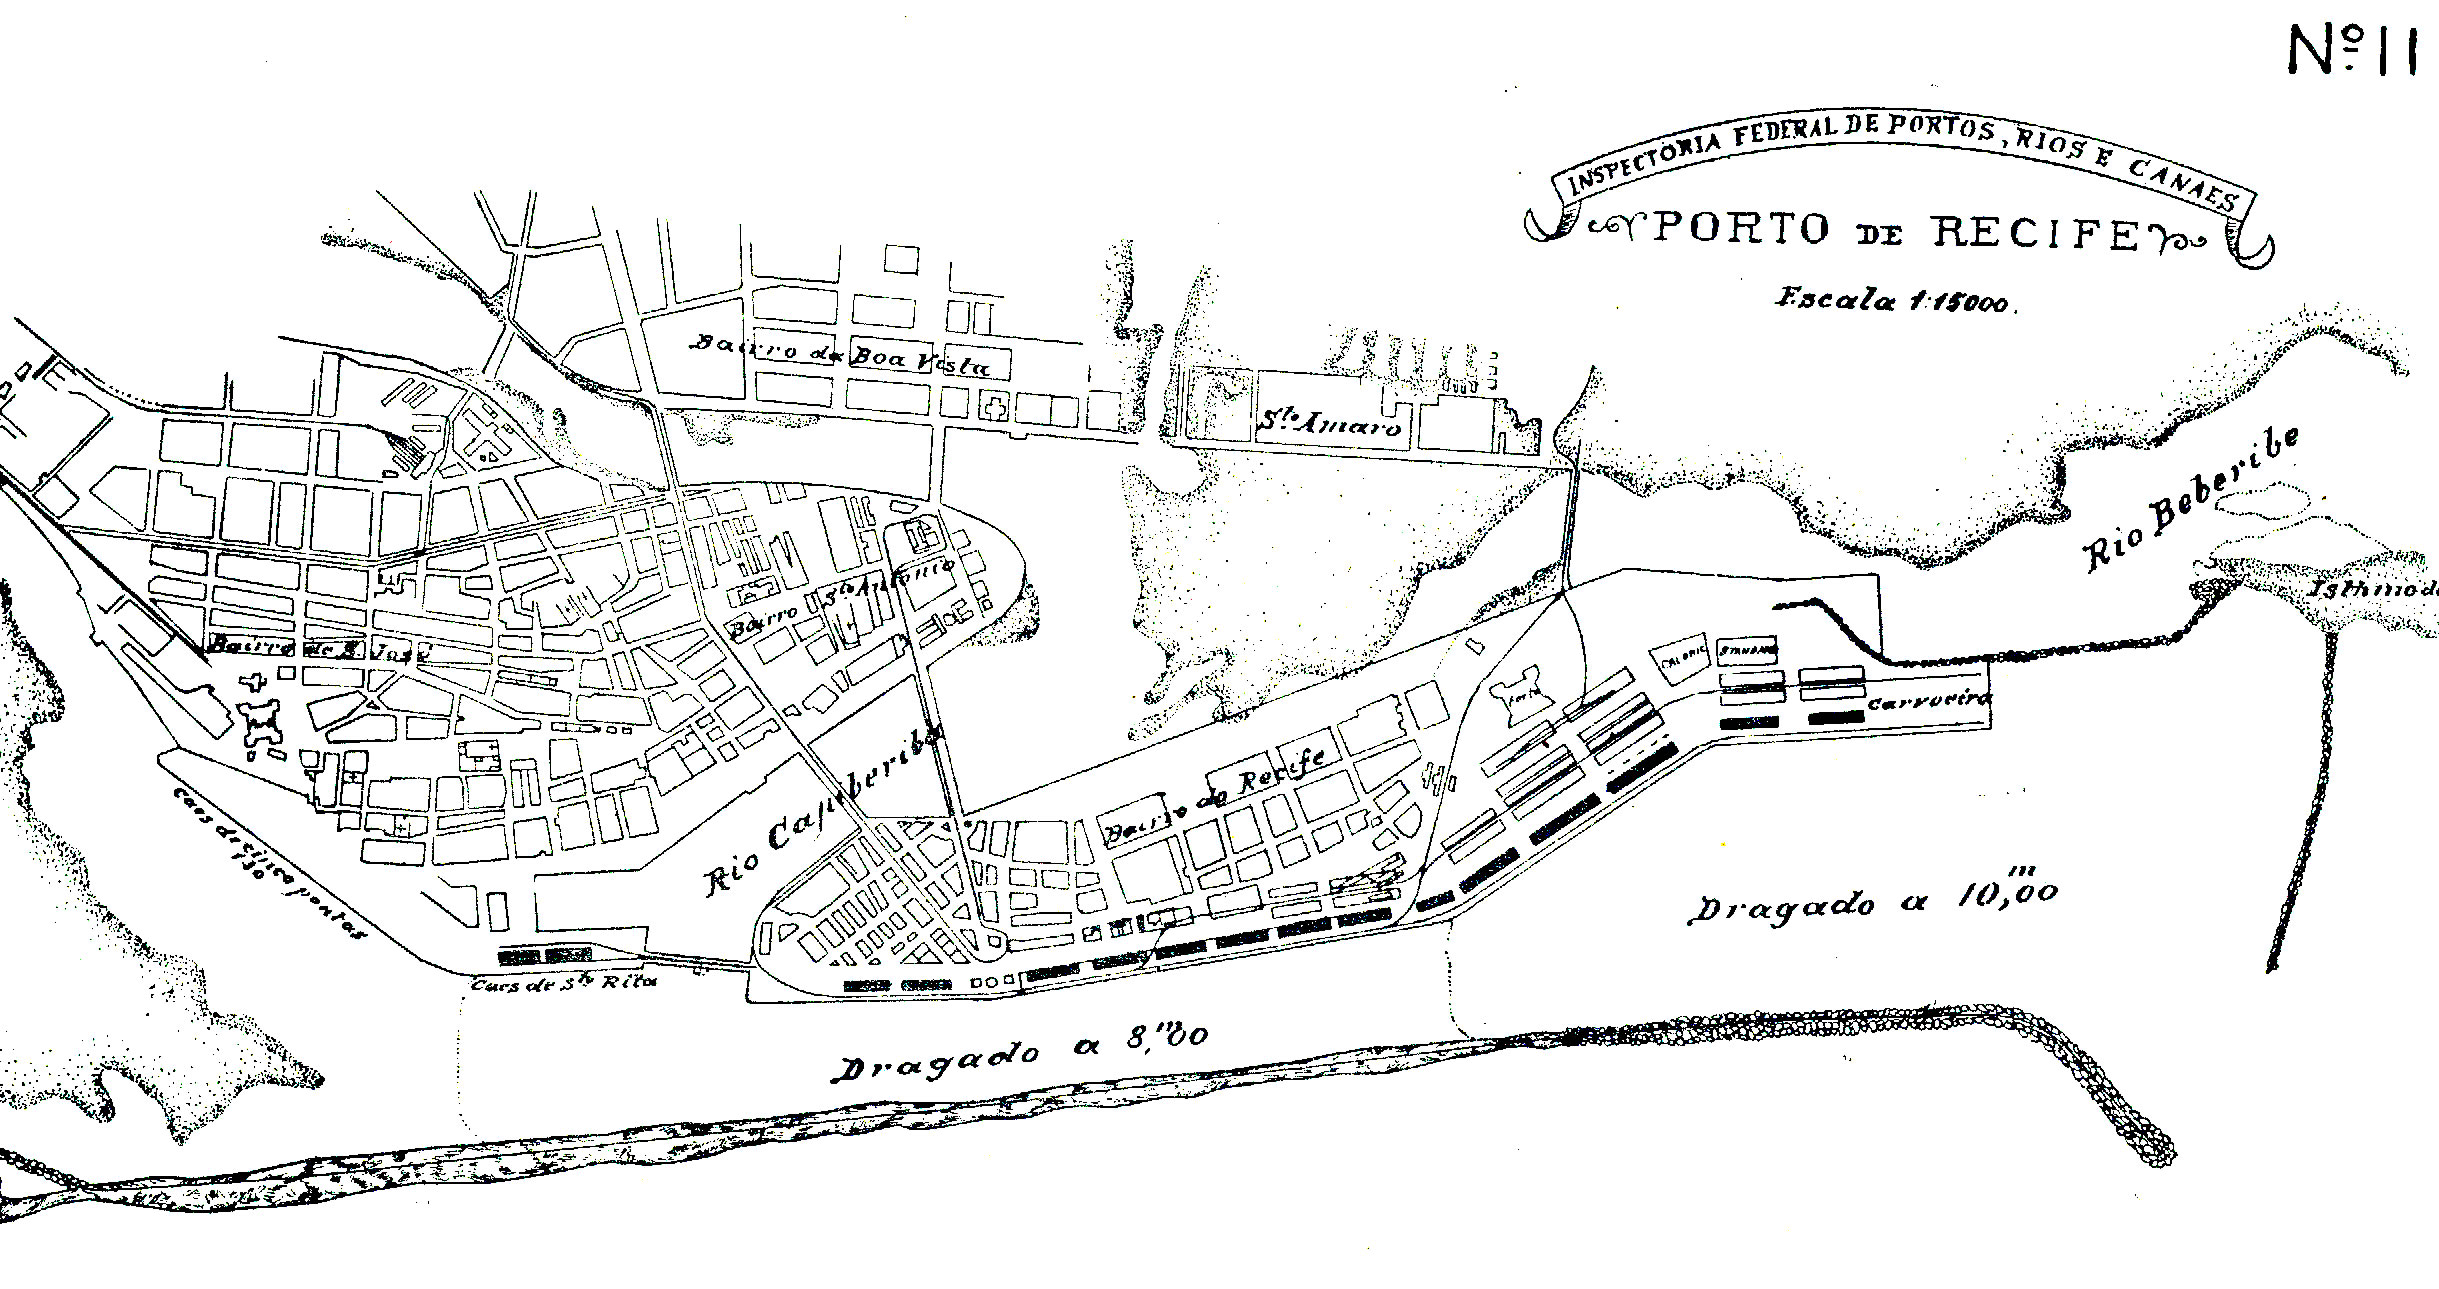 Nº 11
INSPECTORIA FEDERAL DE PORTOS, RIOS E CANAES
PORTO DE RECIFE
Escala 1:15000.
Bairro da Boa Vista
Sto. Amaro
Rio Beberibe
Isthmo de
Bairro Sto Antonio
Bairro de S. José
CALORIC
STANDARD
Forte
Carvoeira
Rio Capiberibe
Bairro do Recife
Caes de cinco pontas
Dragado a 10,00 m
Caes de Sta Rita
Dragado a 8,00 m